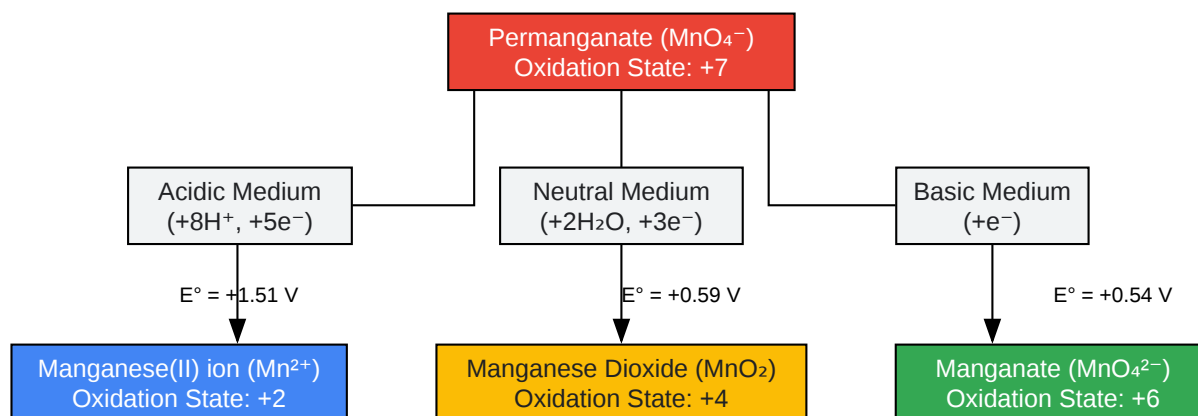 Permanganate (MnO₄⁻)
Oxidation State: +7
Acidic Medium
(+8H⁺, +5e⁻)
Neutral Medium
(+2H₂O, +3e⁻)
Basic Medium
(+e⁻)
E° = +1.51 V
E° = +0.59 V
E° = +0.54 V
Manganese(II) ion (Mn²⁺)
Oxidation State: +2
Manganese Dioxide (MnO₂)
Oxidation State: +4
Manganate (MnO₄²⁻)
Oxidation State: +6